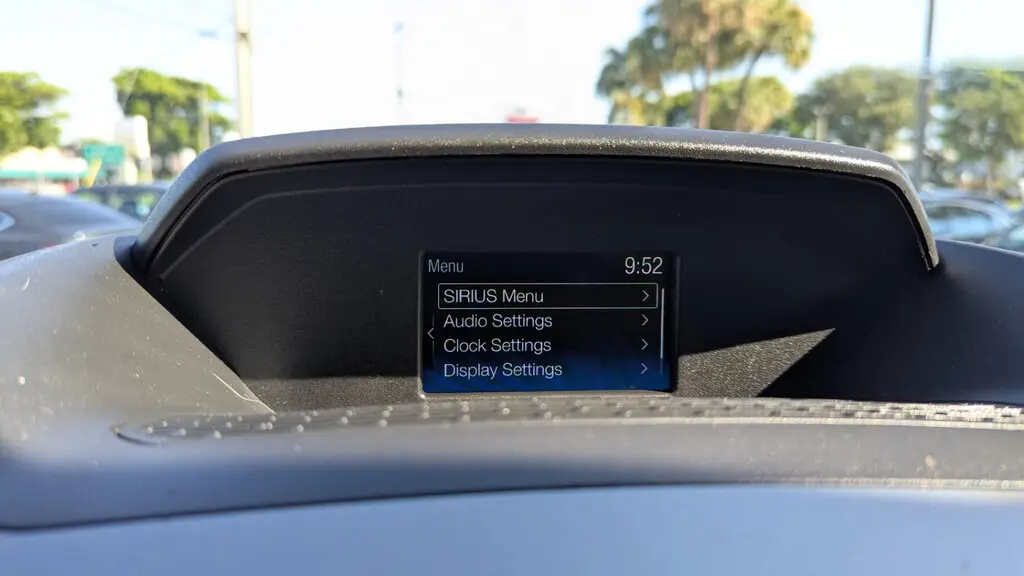 Menu
9:52
SIRIUS Menu
Audio Settings
Clock Settings
Display Settings